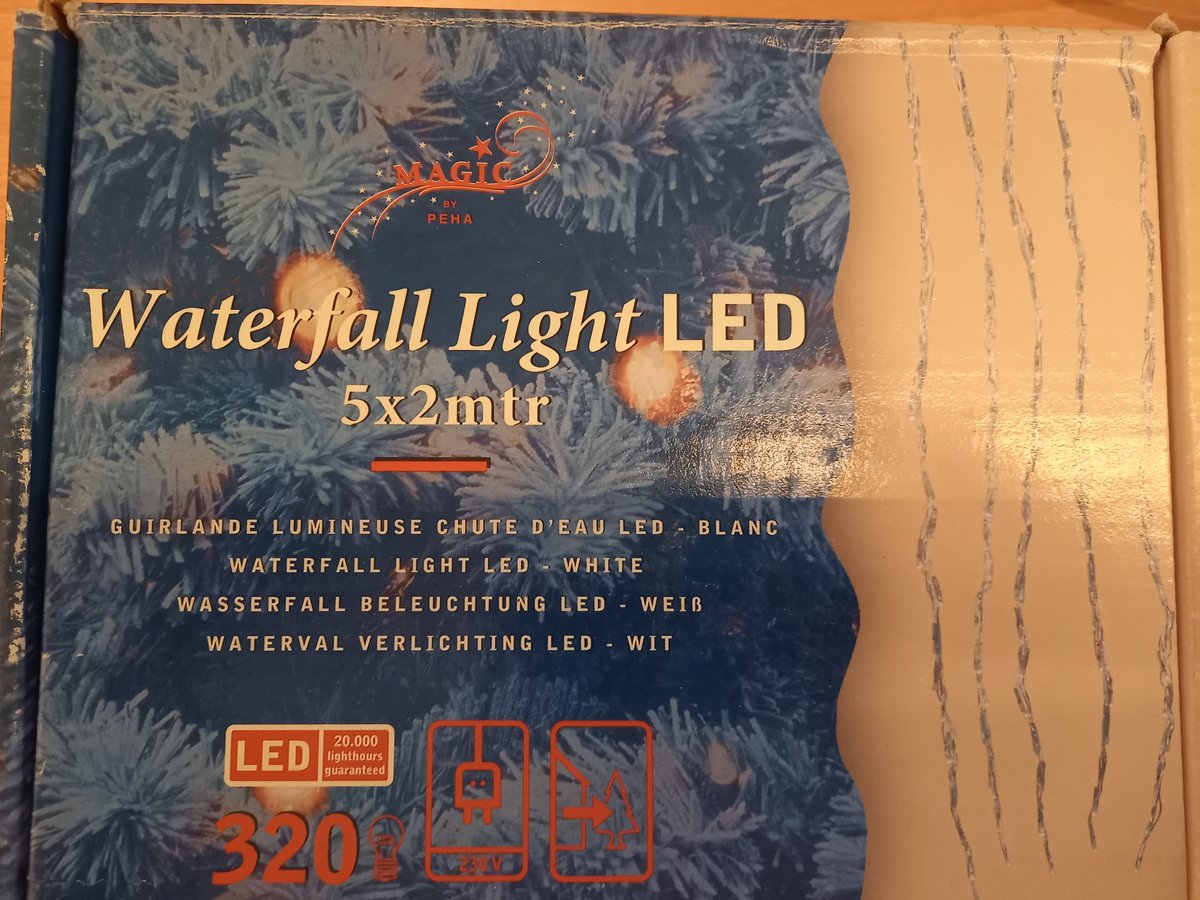 MAGIC
BY
PEHA
Waterfall Light LED
5x2mtr
GUIRLANDE LUMINEUSE CHUTE D'EAU LED - BLANC
WATERFALL LIGHT LED - WHITE
WASSERFALL BELEUCHTUNG LED - WEIß
WATERVAL VERLICHTING LED - WIT
LED
20.000
lighthours
guaranteed
320
230V